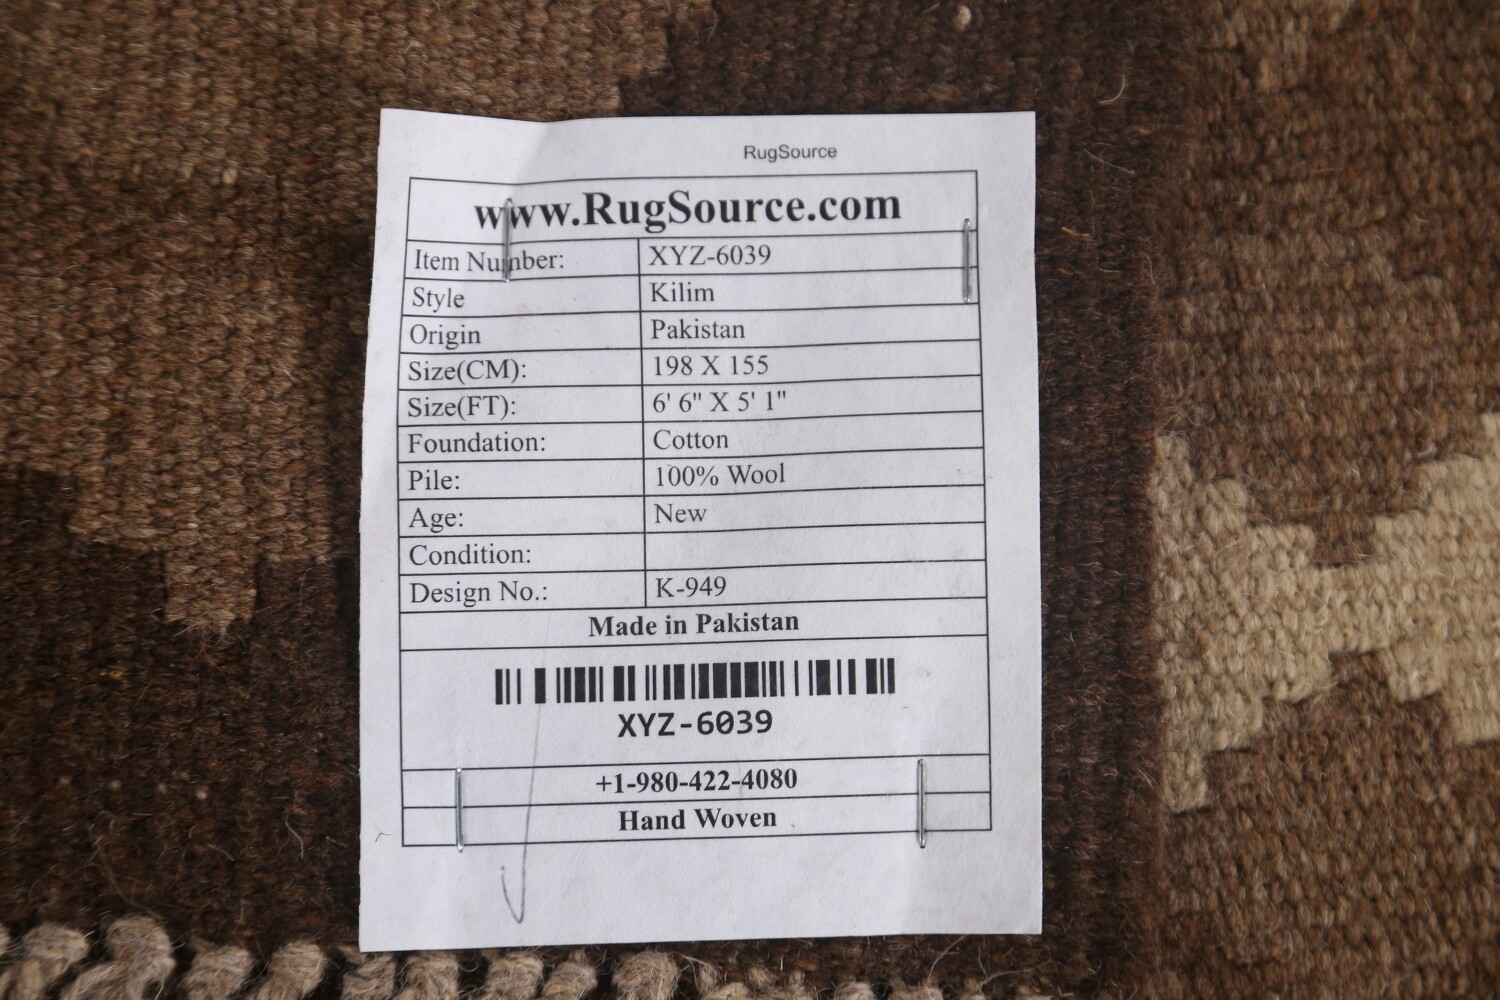 RugSource
www.RugSource.com
Item Number: XYZ-6039
Style Kilim
Origin Pakistan
Size(CM): 198 X 155
Size(FT): 6' 6" X 5' 1"
Foundation: Cotton
Pile: 100% Wool
Age: New
Condition:
Design No.: K-949
Made in Pakistan
XYZ-6039
+1-980-422-4080
Hand Woven